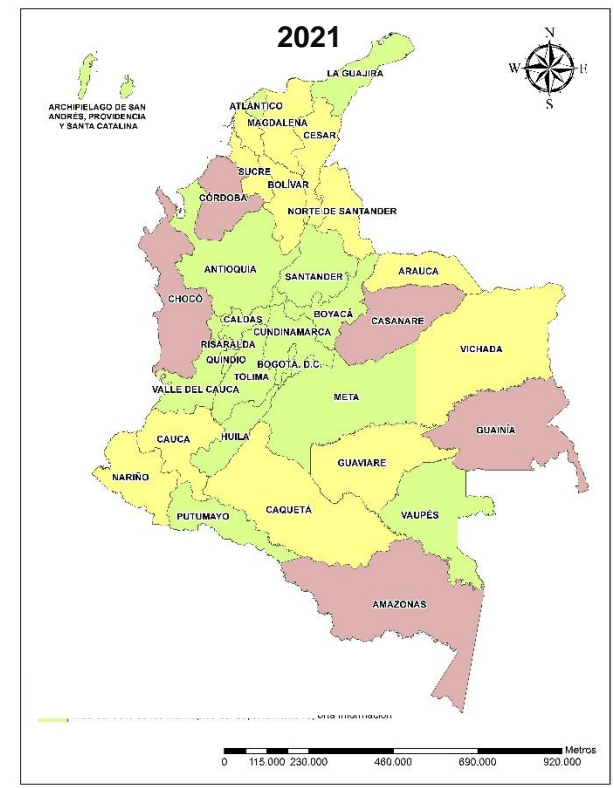 2021
N
W
E
S
LA GUAJIRA
ARCHIPIELAGO DE SAN
ANDRÉS, PROVIDENCIA
Y SANTA CATALINA
ATLÁNTICO
MAGDALENA
CESAR
SUCRE
BOLÍVAR
CÓRDOBA
NORTE DE SANTANDER
ANTIOQUIA
SANTANDER
ARAUCA
CHOCÓ
BOYACÁ
CALDAS
CASANARE
CUNDINAMARCA
RISARALDA
VICHADA
QUINDIO
BOGOTÁ, D.C.
TOLIMA
VALLE DEL CAUCA
META
GUAINÍA
CAUCA
HUILA
GUAVIARE
NARIÑO
CAQUETÁ
PUTUMAYO
VAUPÉS
AMAZONAS
información
Metros
0 115.000 230.000 460.000 690.000 920.000